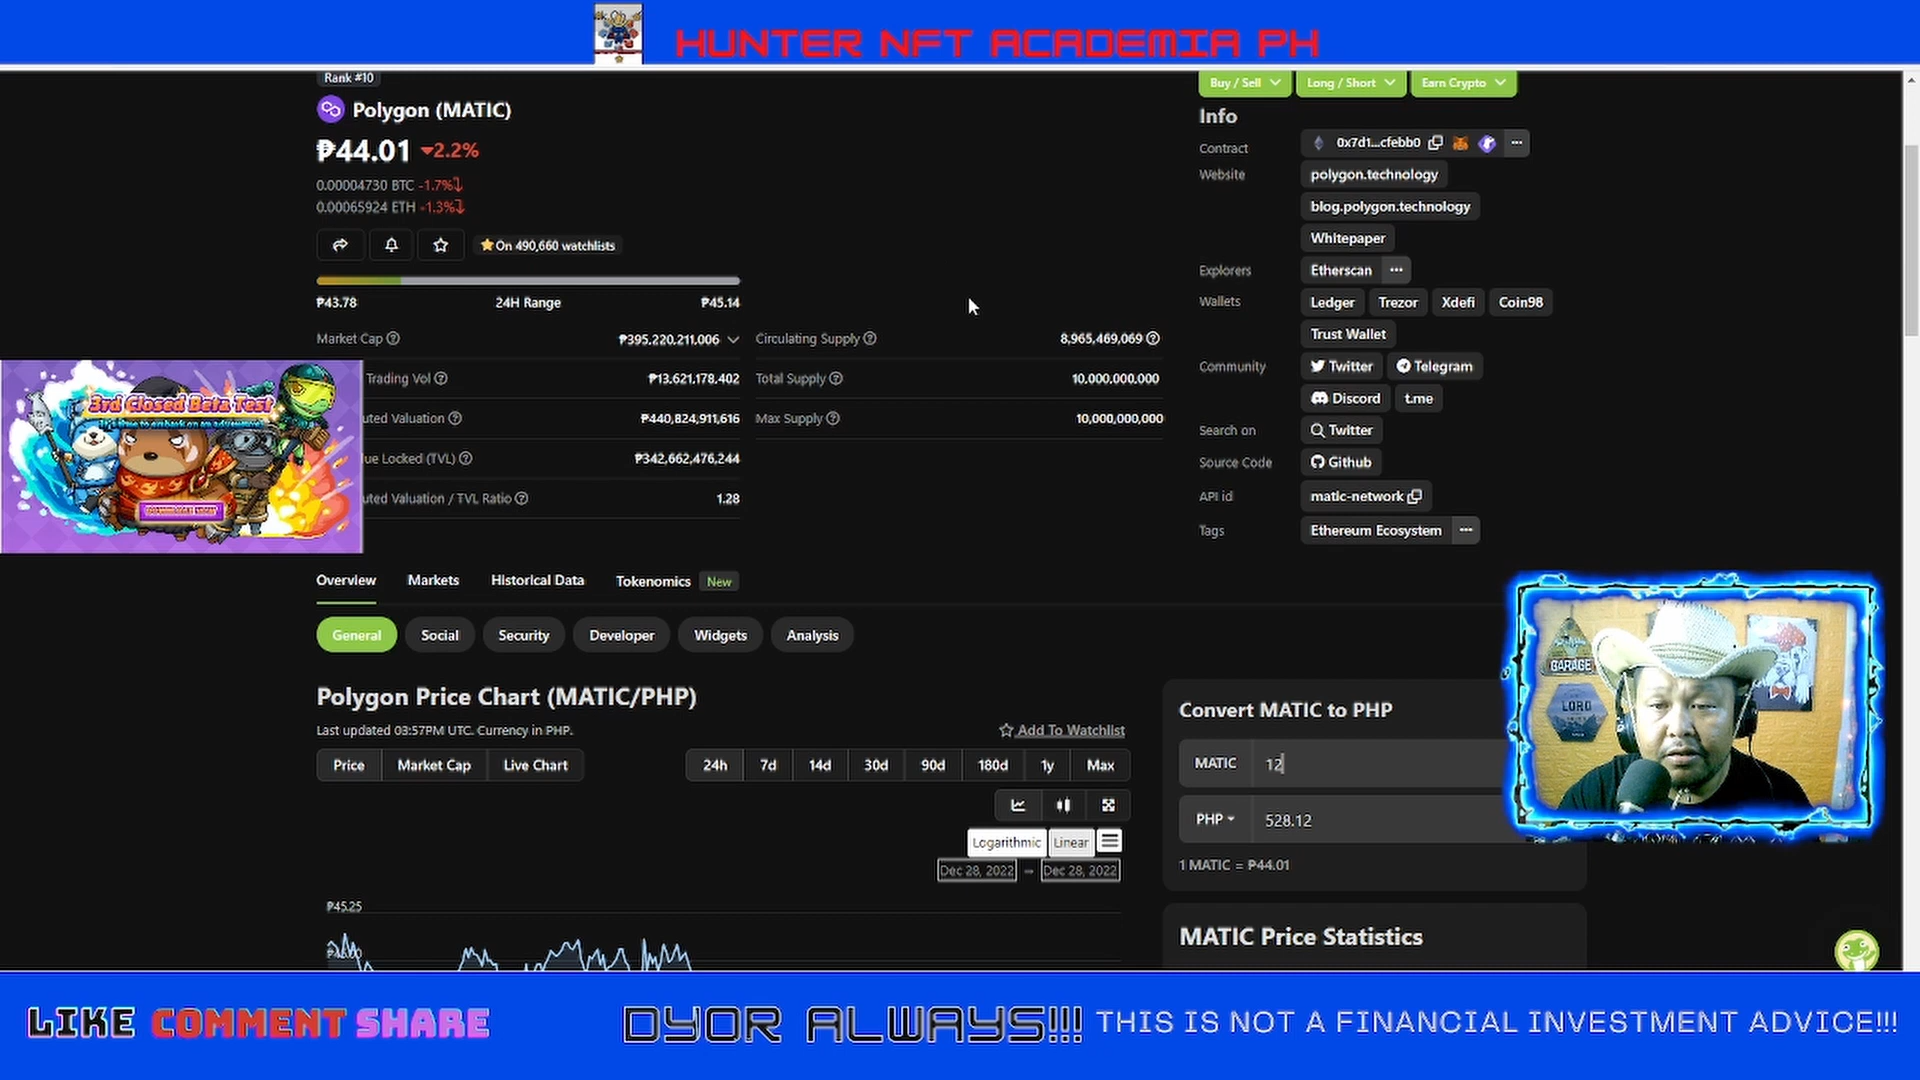 HUNTER NFT ACADEMIA PH
Rank #10
Polygon (MATIC)
₱44.01 2.2%
0.00004730 BTC -1.7%
0.00065924 ETH -1.3%
On 490,660 watchlists
₱43.78 24H Range ₱45.14
Market Cap ₱395,220,211,006
Trading Vol ₱13,621,178,402
uted Valuation ₱440,824,911,616
ue Locked (TVL) ₱342,662,476,244
uted Valuation / TVL Ratio 1.28
Circulating Supply 8,965,469,069
Total Supply 10,000,000,000
Max Supply 10,000,000,000
Buy / Sell Long / Short Earn Crypto
Info
Contract 0x7d1...cfebb0
Website polygon.technology
blog.polygon.technology
Whitepaper
Explorers Etherscan
Wallets Ledger Trezor Xdefi Coin98
Trust Wallet
Community Twitter Telegram
Discord t.me
Search on Twitter
Source Code Github
API id matic-network
Tags Ethereum Ecosystem
3rd Closed Beta Test
It's time to embark on an adventure!
Overview Markets Historical Data Tokenomics New
General Social Security Developer Widgets Analysis
Polygon Price Chart (MATIC/PHP)
Last updated 03:57PM UTC. Currency in PHP.
Add To Watchlist
Price Market Cap Live Chart
24h 7d 14d 30d 90d 180d 1y Max
Logarithmic Linear
Dec 28, 2022 → Dec 28, 2022
₱45.25
Convert MATIC to PHP
MATIC 12
PHP 528.12
1 MATIC = ₱44.01
MATIC Price Statistics
GARAGE
LORD
LIKE COMMENT SHARE
DYOR ALWAYS!!! THIS IS NOT A FINANCIAL INVESTMENT ADVICE!!!